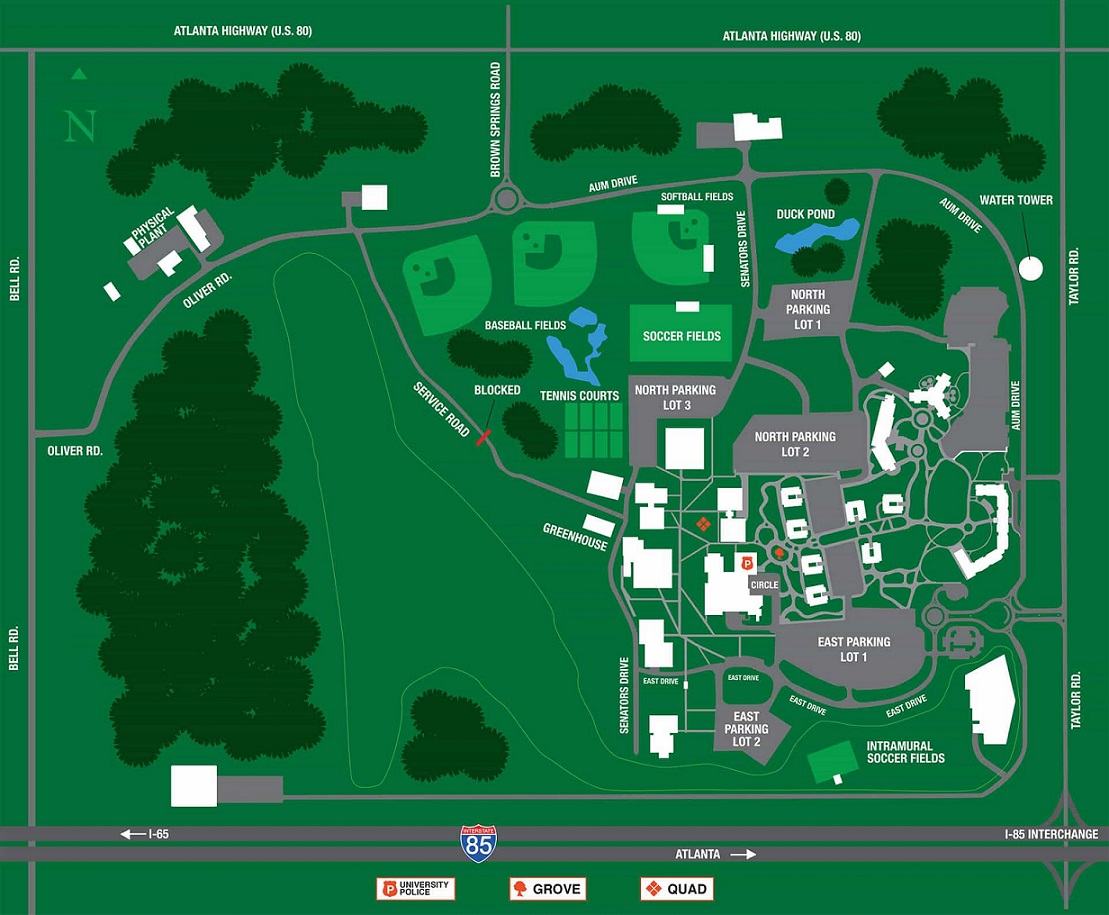 ATLANTA HIGHWAY (U.S. 80)
ATLANTA HIGHWAY (U.S. 80)
N
BROWN SPRINGS ROAD
AUM DRIVE
SOFTBALL FIELDS
WATER TOWER
AUM DRIVE
DUCK POND
PHYSICAL
PLANT
SENATORS DRIVE
BELL RD.
TAYLOR RD.
OLIVER RD.
NORTH
PARKING
LOT 1
BASEBALL FIELDS
SOCCER FIELDS
BLOCKED
TENNIS COURTS
NORTH PARKING
LOT 3
AUM DRIVE
SERVICE ROAD
NORTH PARKING
LOT 2
OLIVER RD.
GREENHOUSE
P
CIRCLE
BELL RD.
EAST PARKING
LOT 1
SENATORS DRIVE
EAST DRIVE
EAST DRIVE
EAST DRIVE
EAST DRIVE
TAYLOR RD.
EAST
PARKING
LOT 2
INTRAMURAL
SOCCER FIELDS
I-65
INTERSTATE
85
I-85 INTERCHANGE
ATLANTA
P UNIVERSITY
POLICE
GROVE
QUAD